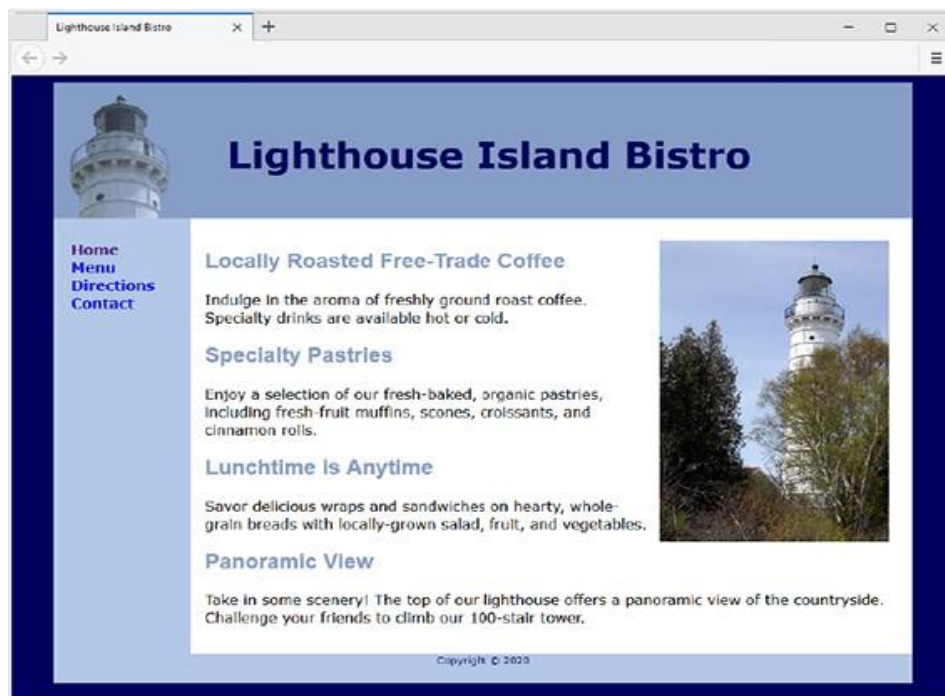 Lighthouse Island Bistro
Lighthouse Island Bistro
Home
Menu
Directions
Contact
Locally Roasted Free-Trade Coffee
Indulge in the aroma of freshly ground roast coffee.
Specialty drinks are available hot or cold.
Specialty Pastries
Enjoy a selection of our fresh-baked, organic pastries,
including fresh-fruit muffins, scones, croissants, and
cinnamon rolls.
Lunchtime is Anytime
Savor delicious wraps and sandwiches on hearty, whole-
grain breads with locally-grown salad, fruit, and vegetables.
Panoramic View
Take in some scenery! The top of our lighthouse offers a panoramic view of the countryside.
Challenge your friends to climb our 100-stair tower.
Copyright © 2020